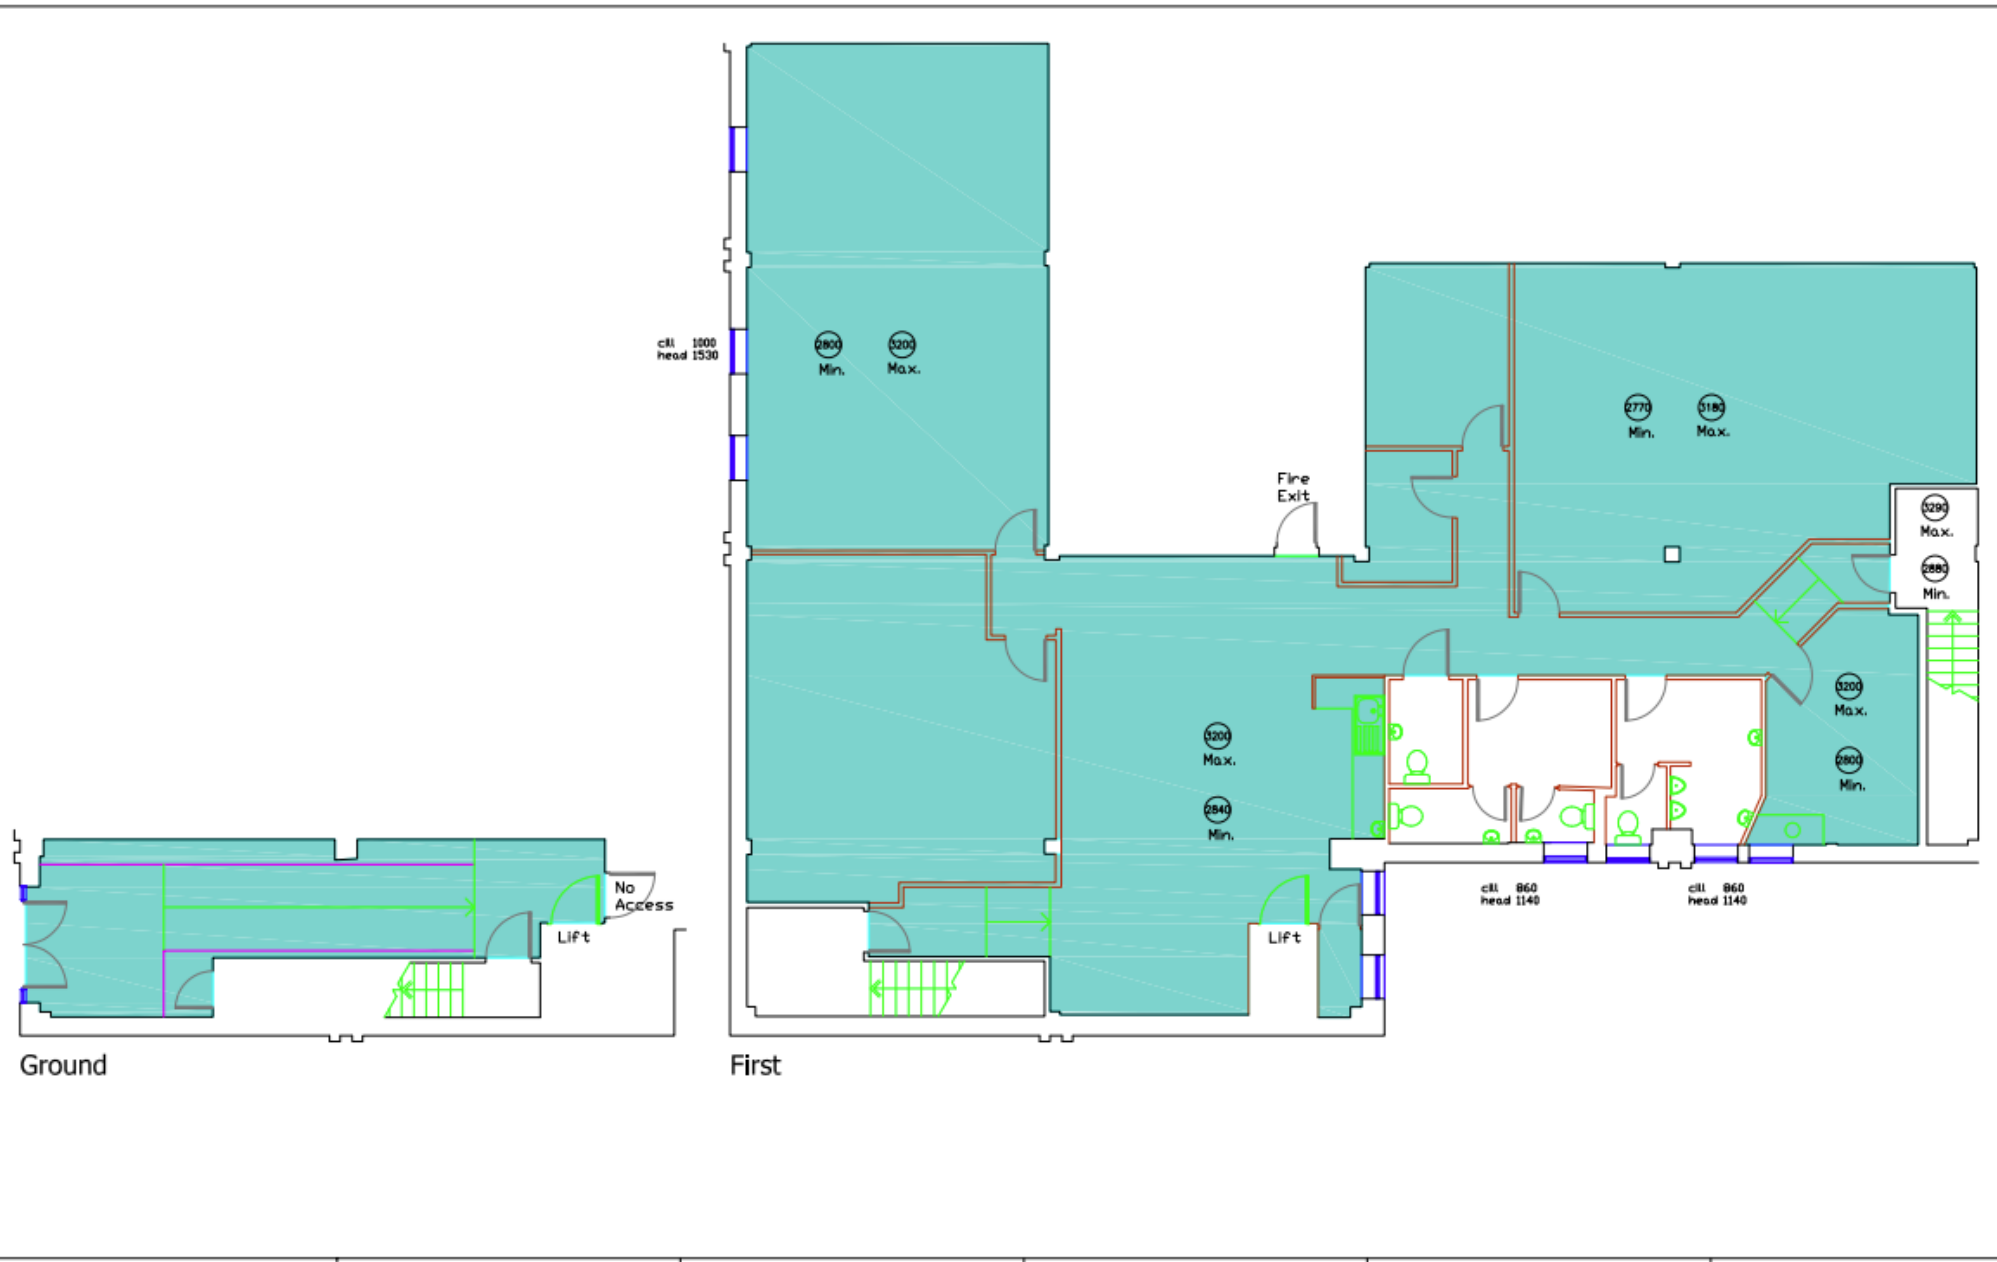 cill 1000
head 1530
2800
Min.
3200
Max.
2770
Min.
3180
Max.
Fire
Exit
3290
Max.
2880
Min.
3200
Max.
2840
Min.
3200
Max.
2800
Min.
cill 860
head 1140
cill 860
head 1140
No
Access
Lift
Lift
Ground
First